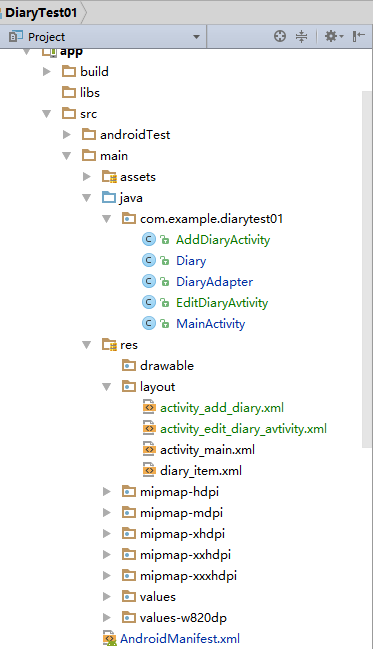 DiaryTest01
Project
app
build
libs
src
androidTest
main
assets
java
com.example.diarytest01
AddDiaryActivity
Diary
DiaryAdapter
EditDiaryAvtivity
MainActivity
res
drawable
layout
activity_add_diary.xml
activity_edit_diary_avtivity.xml
activity_main.xml
diary_item.xml
mipmap-hdpi
mipmap-mdpi
mipmap-xhdpi
mipmap-xxhdpi
mipmap-xxxhdpi
values
values-w820dp
AndroidManifest.xml